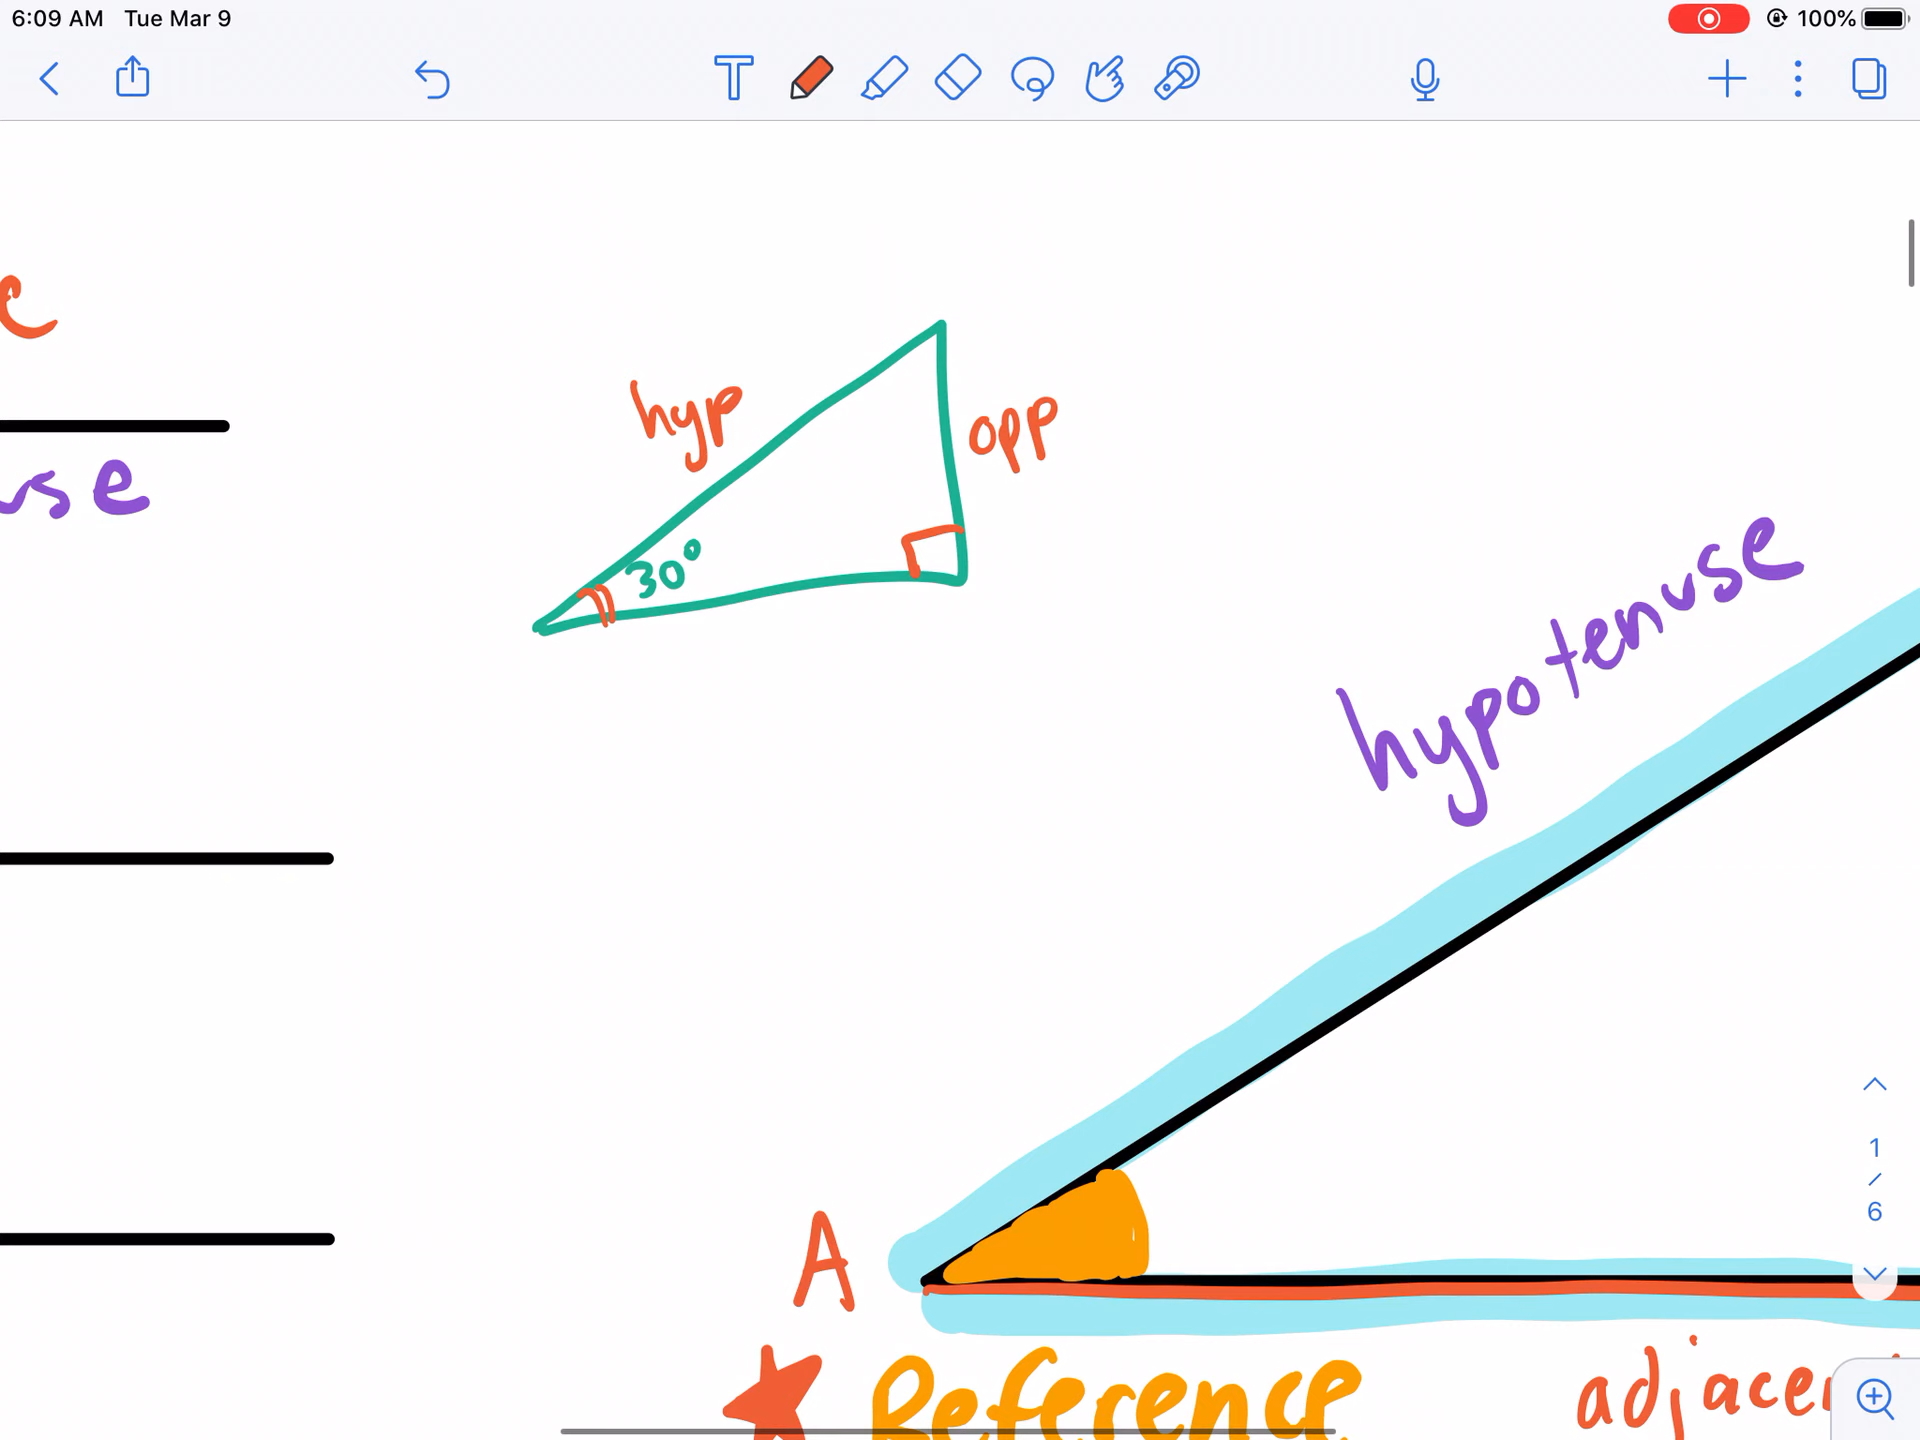 6:09 AM Tue Mar 9
100%
T
hyp
opp
30°
hypotenuse
1
/
6
A
Reference